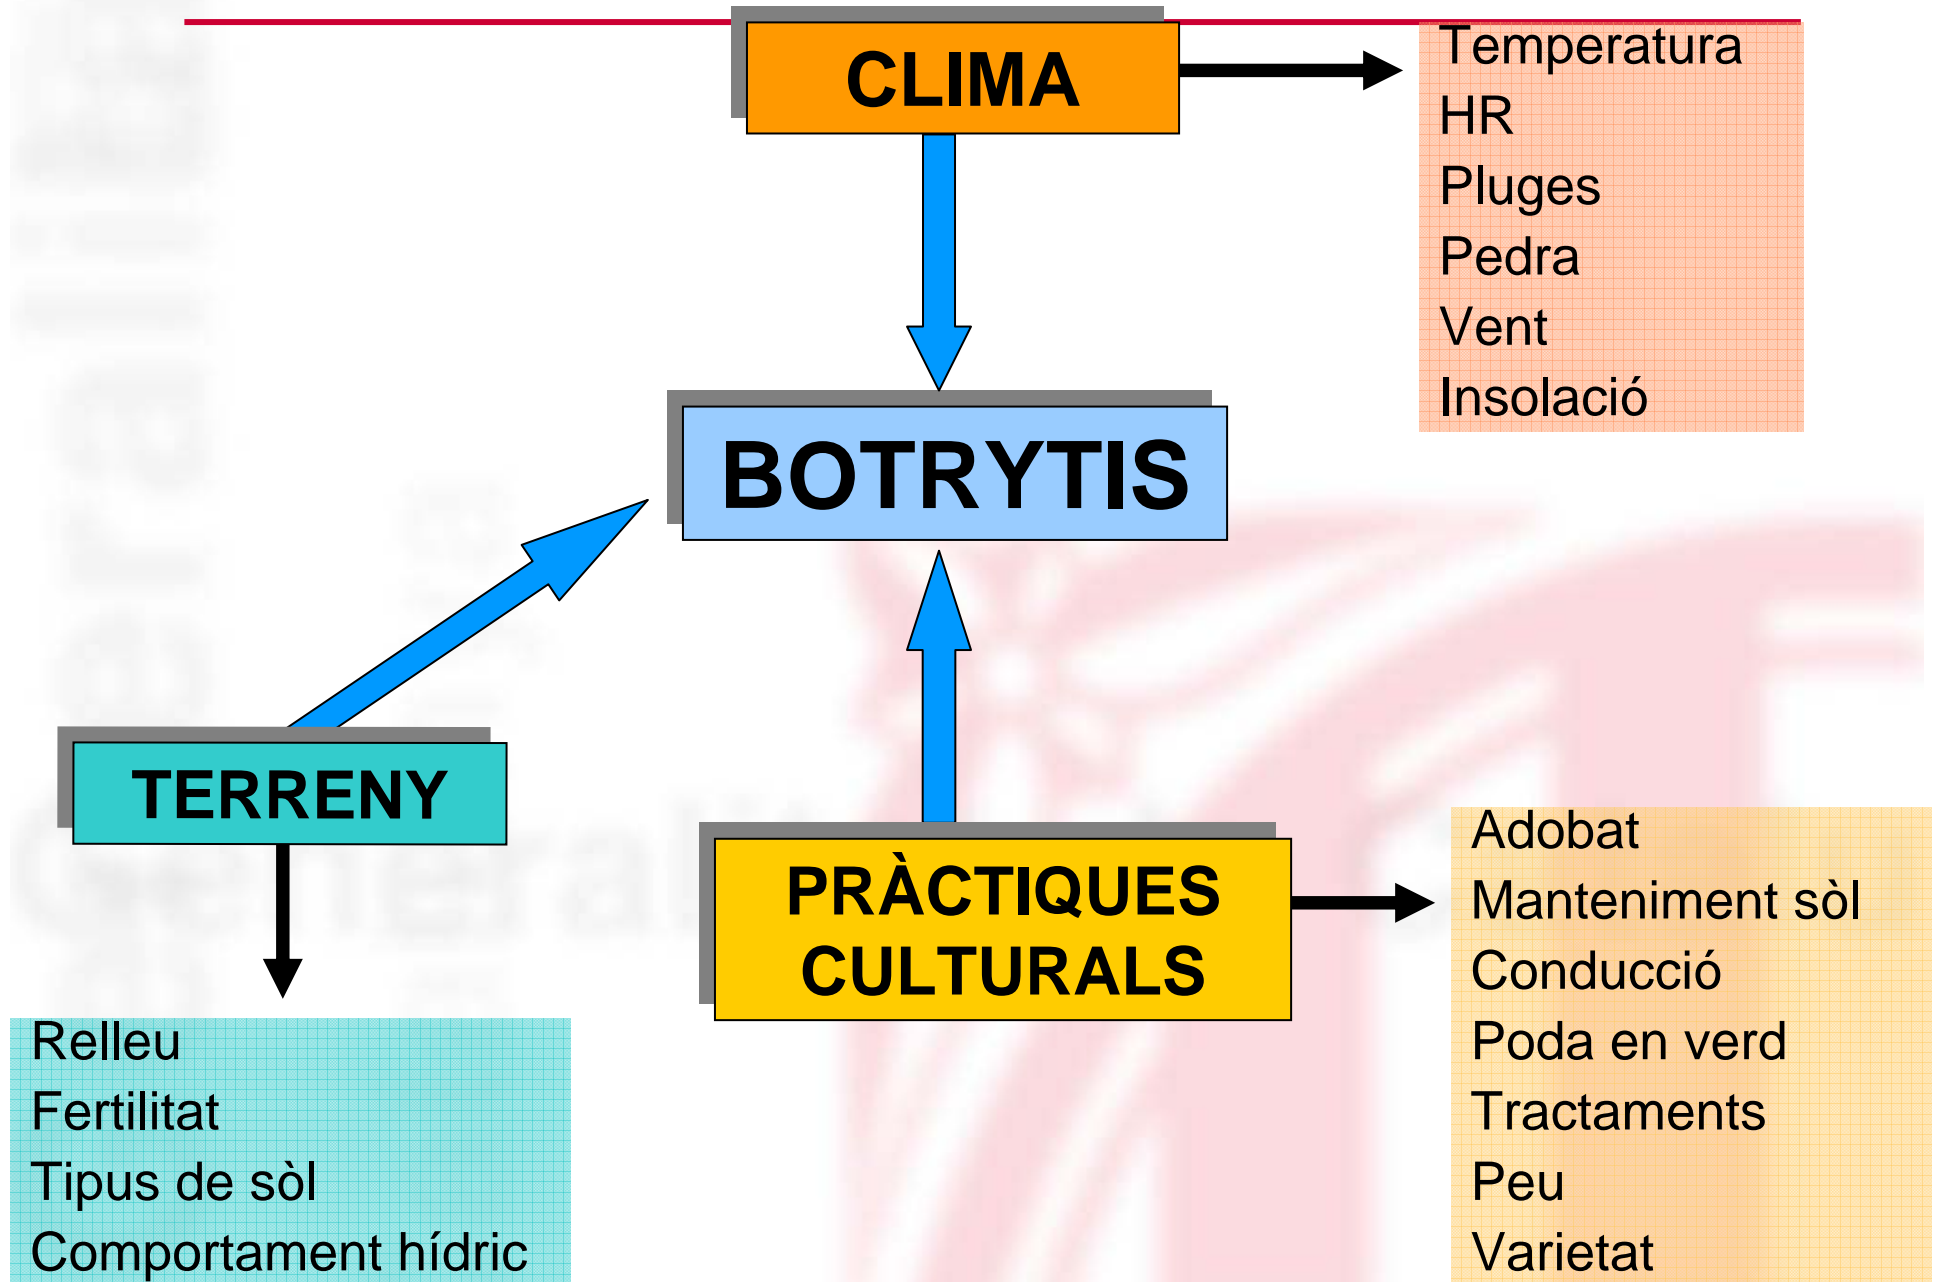 CLIMA
Temperatura
HR
Pluges
Pedra
Vent
Insolació
BOTRYTIS
TERRENY
Relleu
Fertilitat
Tipus de sòl
Comportament hídric
PRÀCTIQUES
CULTURALS
Adobat
Manteniment sòl
Conducció
Poda en verd
Tractaments
Peu
Varietat